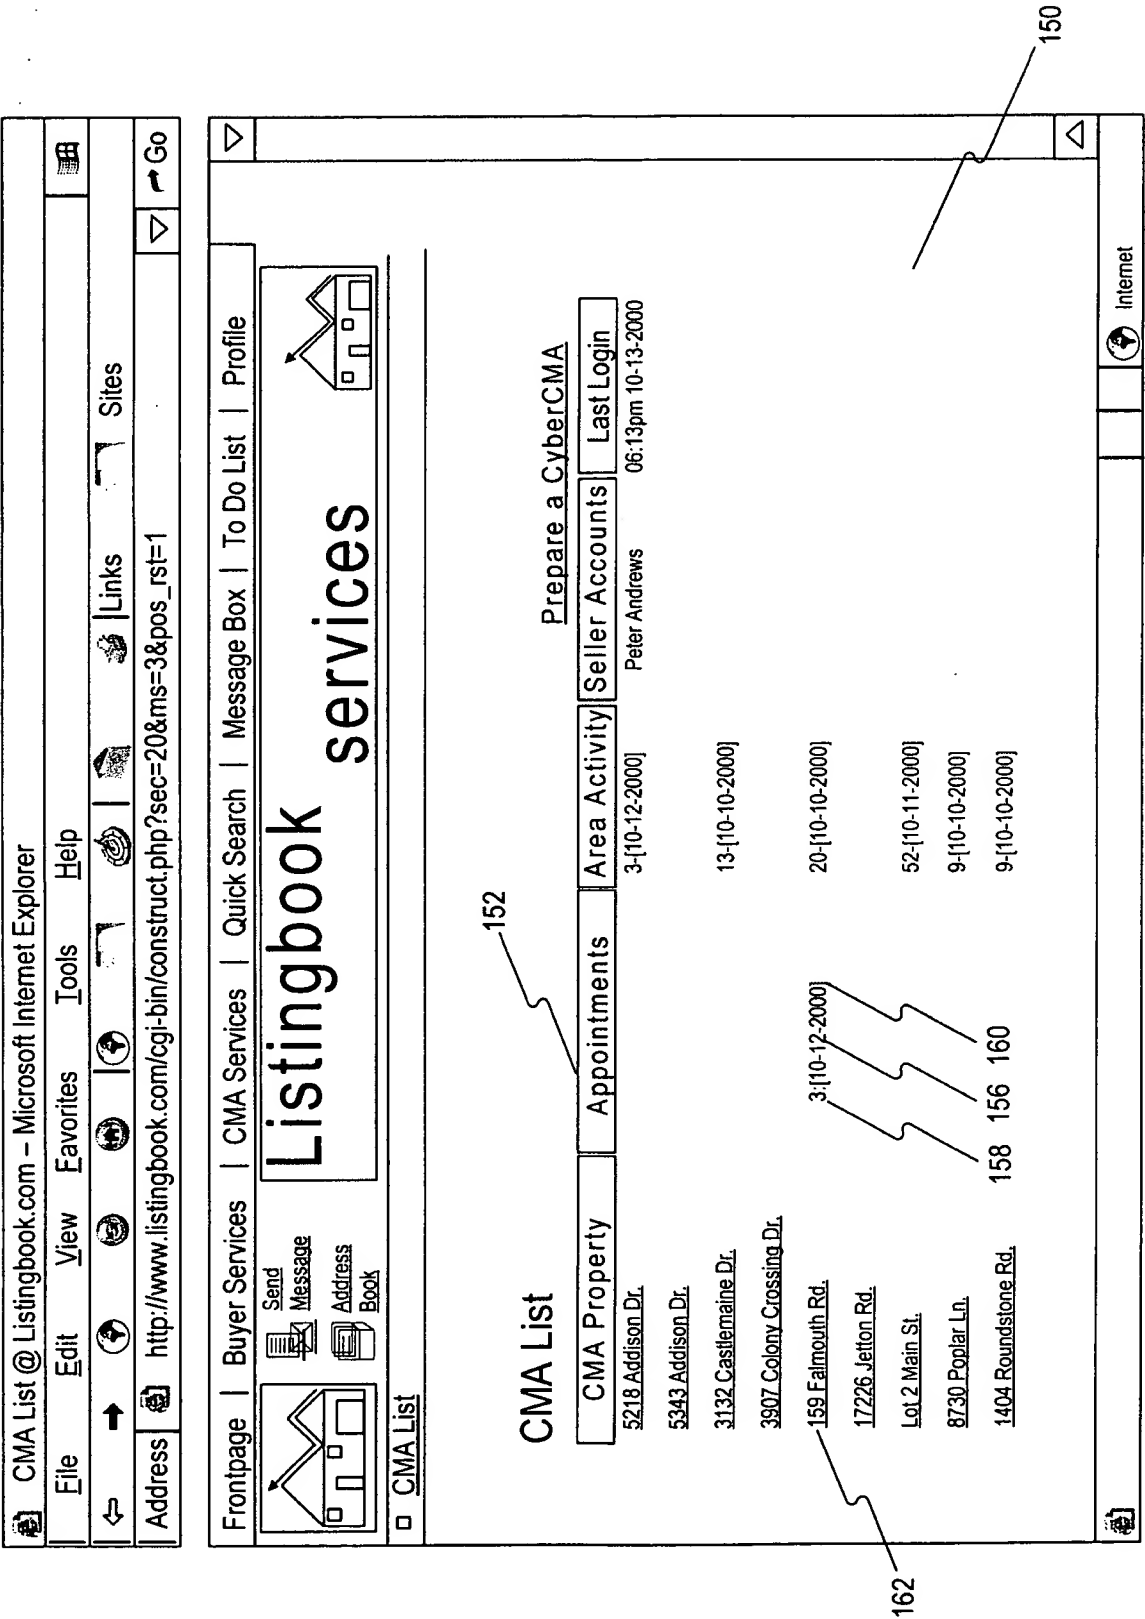 CMA List @ Listingbook.com – Microsoft Internet Explorer
File Edit View Favorites Tools Help
Links Sites
Address http://www.listingbook.com/cgi-bin/construct.php?sec=20&ms=3&pos_rst=1 Go
Frontpage | Buyer Services | CMA Services | Quick Search | Message Box | To Do List | Profile
Send Message
Address Book
Listingbook
services
CMA List
CMA List
Prepare a CyberCMA
152
CMA Property Appointments Area Activity Seller Accounts Last Login
5218 Addison Dr. 3-[10-12-2000] Peter Andrews 06:13pm 10-13-2000
5343 Addison Dr.
3132 Castlemaine Dr. 13-[10-10-2000]
3907 Colony Crossing Dr.
159 Falmouth Rd. 3:[10-12-2000] 20-[10-10-2000]
17226 Jetton Rd.
Lot 2 Main St. 52-[10-11-2000]
8730 Poplar Ln. 9-[10-10-2000]
1404 Roundstone Rd. 9-[10-10-2000]
162
158 156 160
150
Internet